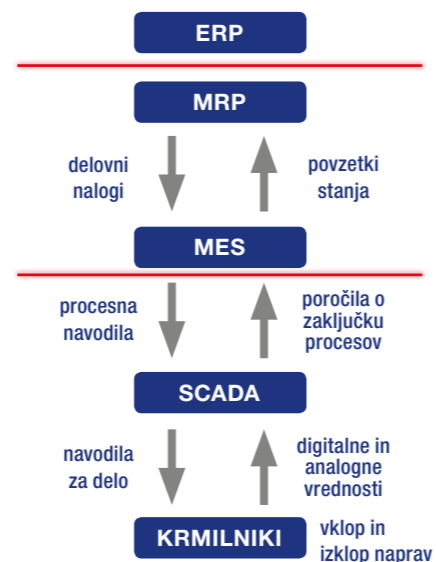 ERP
MRP
delovni
nalogi
povzetki
stanja
MES
procesna
navodila
poročila o
zaključku
procesov
SCADA
navodila
za delo
digitalne in
analogne
vrednosti
KRMILNIKI
vklop in
izklop naprav